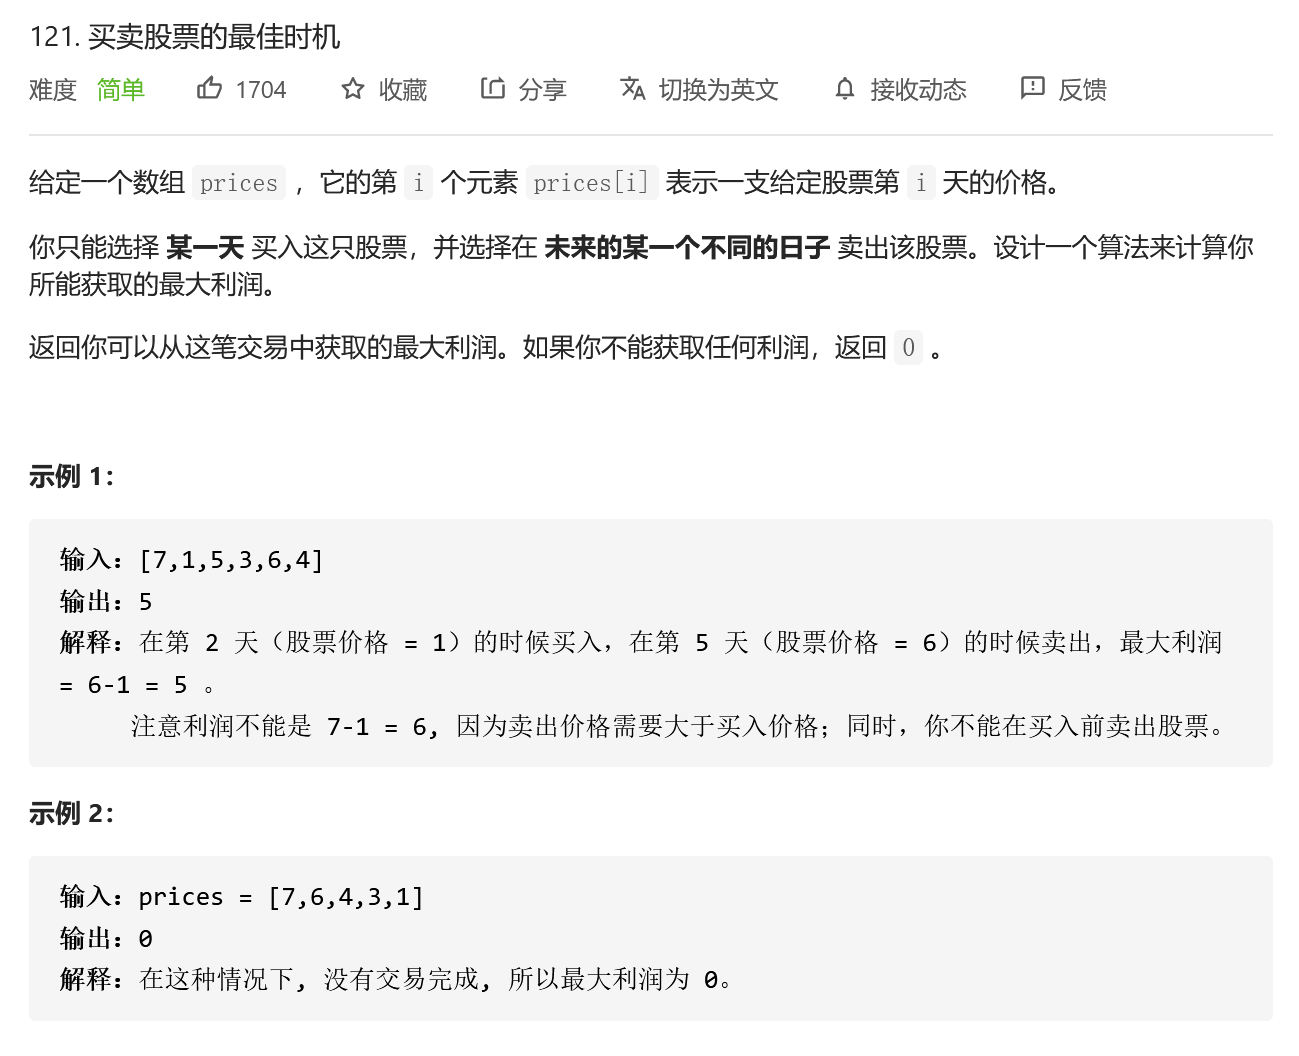 121. 买卖股票的最佳时机
难度 简单 1704 收藏 分享 切换为英文 接收动态 反馈
给定一个数组 prices ，它的第 i 个元素 prices[i] 表示一支给定股票第 i 天的价格。
你只能选择 某一天 买入这只股票，并选择在 未来的某一个不同的日子 卖出该股票。设计一个算法来计算你
所能获取的最大利润。
返回你可以从这笔交易中获取的最大利润。如果你不能获取任何利润，返回 0 。
示例 1：
输入：[7,1,5,3,6,4]
输出：5
解释：在第 2 天（股票价格 = 1）的时候买入，在第 5 天（股票价格 = 6）的时候卖出，最大利润
= 6-1 = 5 。
注意利润不能是 7-1 = 6, 因为卖出价格需要大于买入价格；同时，你不能在买入前卖出股票。
示例 2：
输入：prices = [7,6,4,3,1]
输出：0
解释：在这种情况下, 没有交易完成, 所以最大利润为 0。